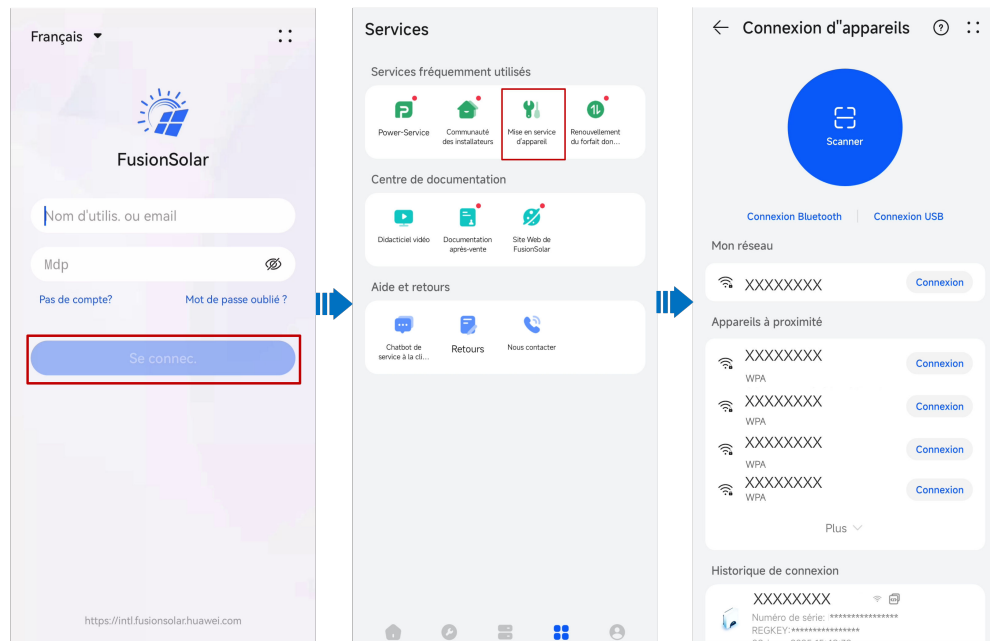 Français
FusionSolar
Nom d'utilis. ou email
Mdp
Pas de compte?
Mot de passe oublié ?
Se connec.
https://intl.fusionsolar.huawei.com
Services
Services fréquemment utilisés
Power-Service
Communauté
des installateurs
Mise en service
d'appareil
Renouvellement
du forfait don...
Centre de documentation
Didacticiel vidéo
Documentation
après-vente
Site Web de
FusionSolar
Aide et retours
Chatbot de
service à la cli...
Retours
Nous contacter
Connexion d"appareils
Scanner
Connexion Bluetooth
Connexion USB
Mon réseau
XXXXXXXX
Connexion
Appareils à proximité
XXXXXXXX
WPA
Connexion
XXXXXXXX
WPA
Connexion
XXXXXXXX
WPA
Connexion
XXXXXXXX
WPA
Connexion
Plus
Historique de connexion
XXXXXXXX
Numéro de série: ****************
REGKEY:****************